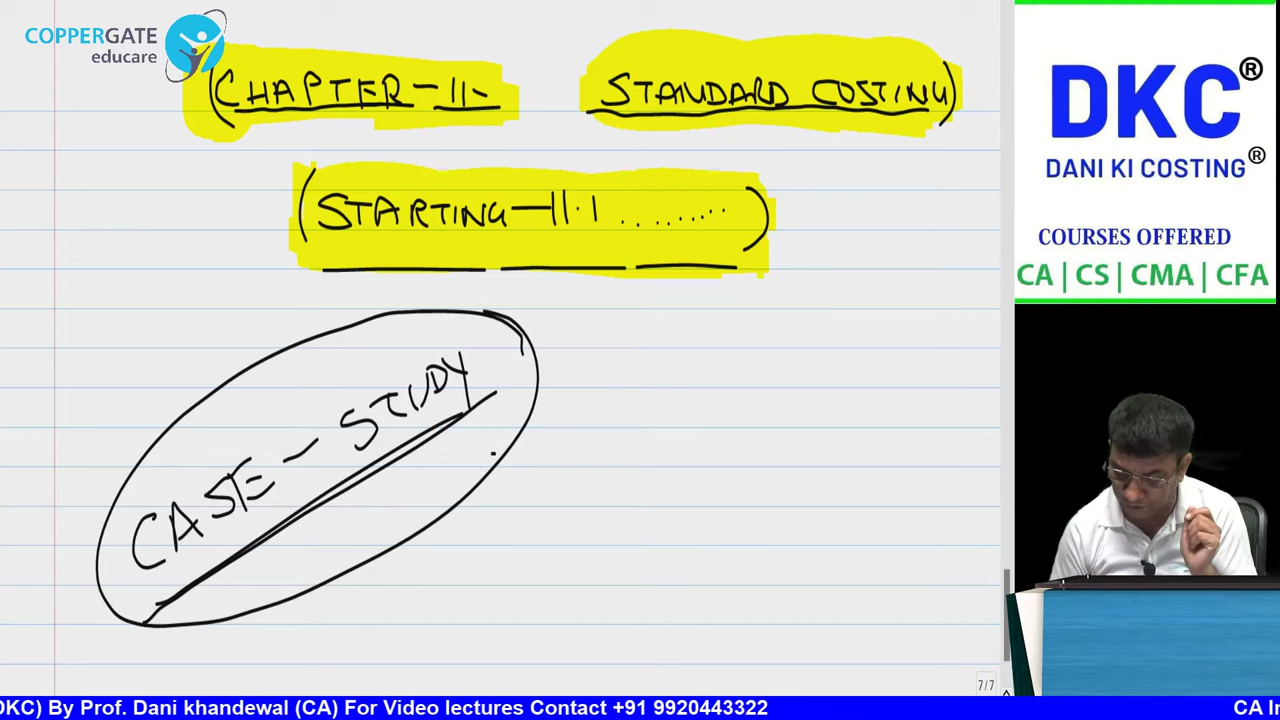 COPPERGATE
educare
(CHAPTER-11- STANDARD COSTING)
(STARTING-11.1 .........)
CASE-STUDY
7/7
DKC®
DANI KI COSTING®
COURSES OFFERED
CA | CS | CMA | CFA
DKC) By Prof. Dani khandewal (CA) For Video lectures Contact +91 9920443322
CA In